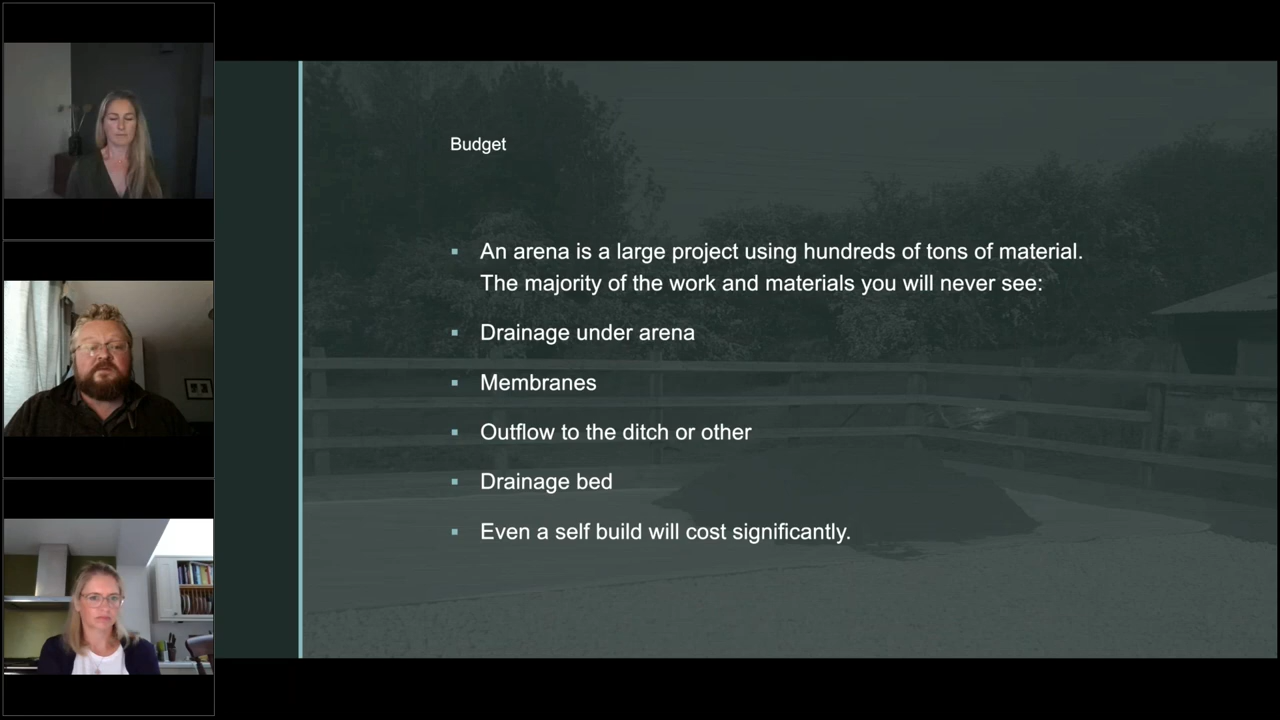 Budget
An arena is a large project using hundreds of tons of material.
The majority of the work and materials you will never see:
Drainage under arena
Membranes
Outflow to the ditch or other
Drainage bed
Even a self build will cost significantly.